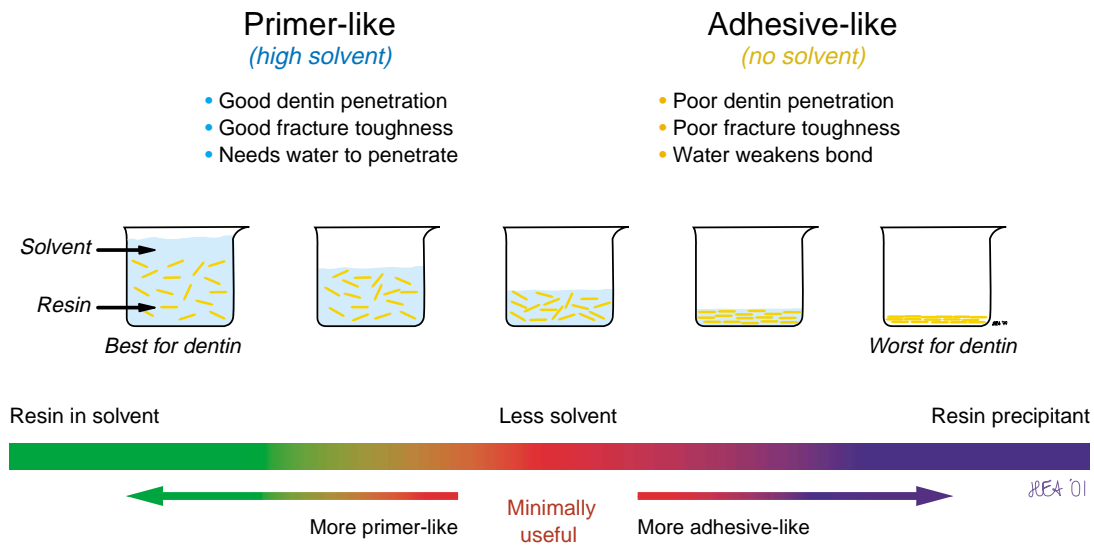 Primer-like
(high solvent)
• Good dentin penetration
• Good fracture toughness
• Needs water to penetrate
Adhesive-like
(no solvent)
• Poor dentin penetration
• Poor fracture toughness
• Water weakens bond
Solvent
Resin
Best for dentin
Worst for dentin
Resin in solvent
Less solvent
Resin precipitant
More primer-like
Minimally
useful
More adhesive-like
HEA '01